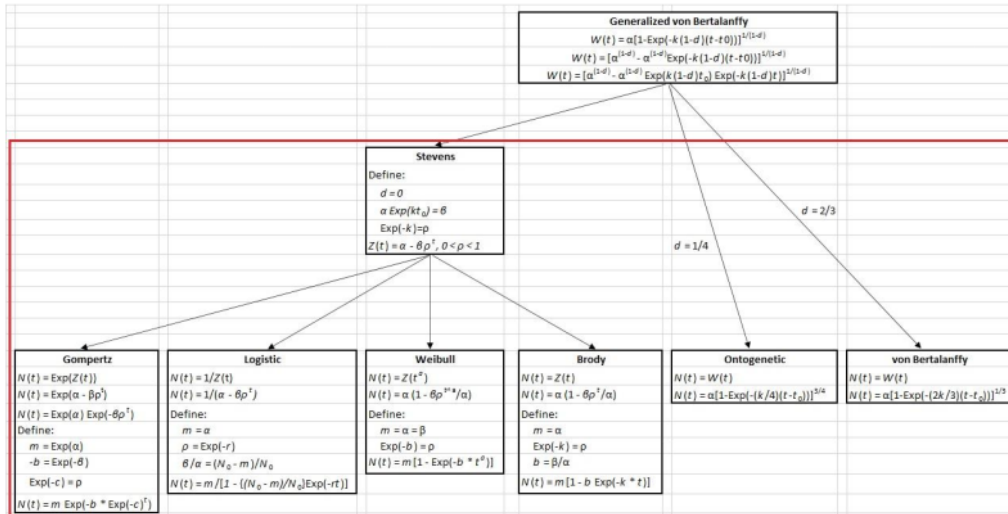 Generalized von Bertalanffy
W(t) = α[1-Exp(-k(1-d)(t-t0))]^1/(1-d)
W(t) = [α^(1-d) - α^(1-d)Exp(-k(1-d)(t-t0))]^1/(1-d)
W(t) = [α^(1-d) - α^(1-d) Exp(k(1-d)t₀) Exp(-k(1-d)t)]^1/(1-d)
Stevens
Define:
d = 0
α Exp(kt₀) = β
Exp(-k)=ρ
Z(t) = α - βρ^t, 0 < ρ < 1
d = 1/4
d = 2/3
Gompertz
N(t) = Exp(Z(t))
N(t) = Exp(α - βρ^t)
N(t) = Exp(α) Exp(-βρ^t)
Define:
m = Exp(α)
-b = Exp(-β)
Exp(-c) = ρ
N(t) = m Exp(-b * Exp(-c)^t)
Logistic
N(t) = 1/Z(t)
N(t) = 1/(α - βρ^t)
Define:
m = α
ρ = Exp(-r)
β/α = (N₀ - m)/N₀
N(t) = m/[1 - ((N₀ - m)/N₀)Exp(-rt)]
Weibull
N(t) = Z(t^a)
N(t) = α (1 - βρ^t^a/α)
Define:
m = α = β
Exp(-b) = ρ
N(t) = m [1 - Exp(-b * t^a)]
Brody
N(t) = Z(t)
N(t) = α (1 - βρ^t/α)
Define:
m = α
Exp(-k) = ρ
b = β/α
N(t) = m [1 - b Exp(-k * t)]
Ontogenetic
N(t) = W(t)
N(t) = α[1-Exp(-(k/4)(t-t₀))]^3/4
von Bertalanffy
N(t) = W(t)
N(t) = α[1-Exp(-(2k/3)(t-t₀))]^1/3